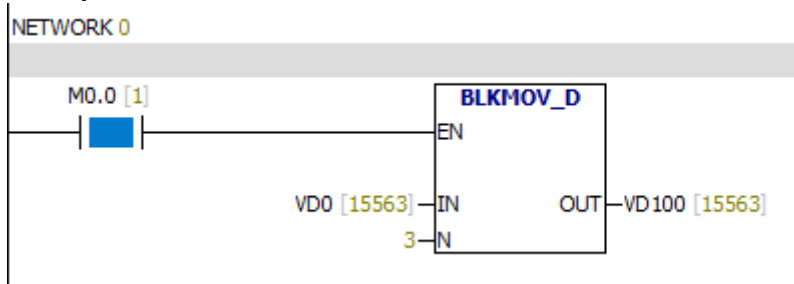 NETWORK 0
M0.0 [1]
BLKMOV_D
EN
VD0 [15563] IN OUT VD100 [15563]
3 N